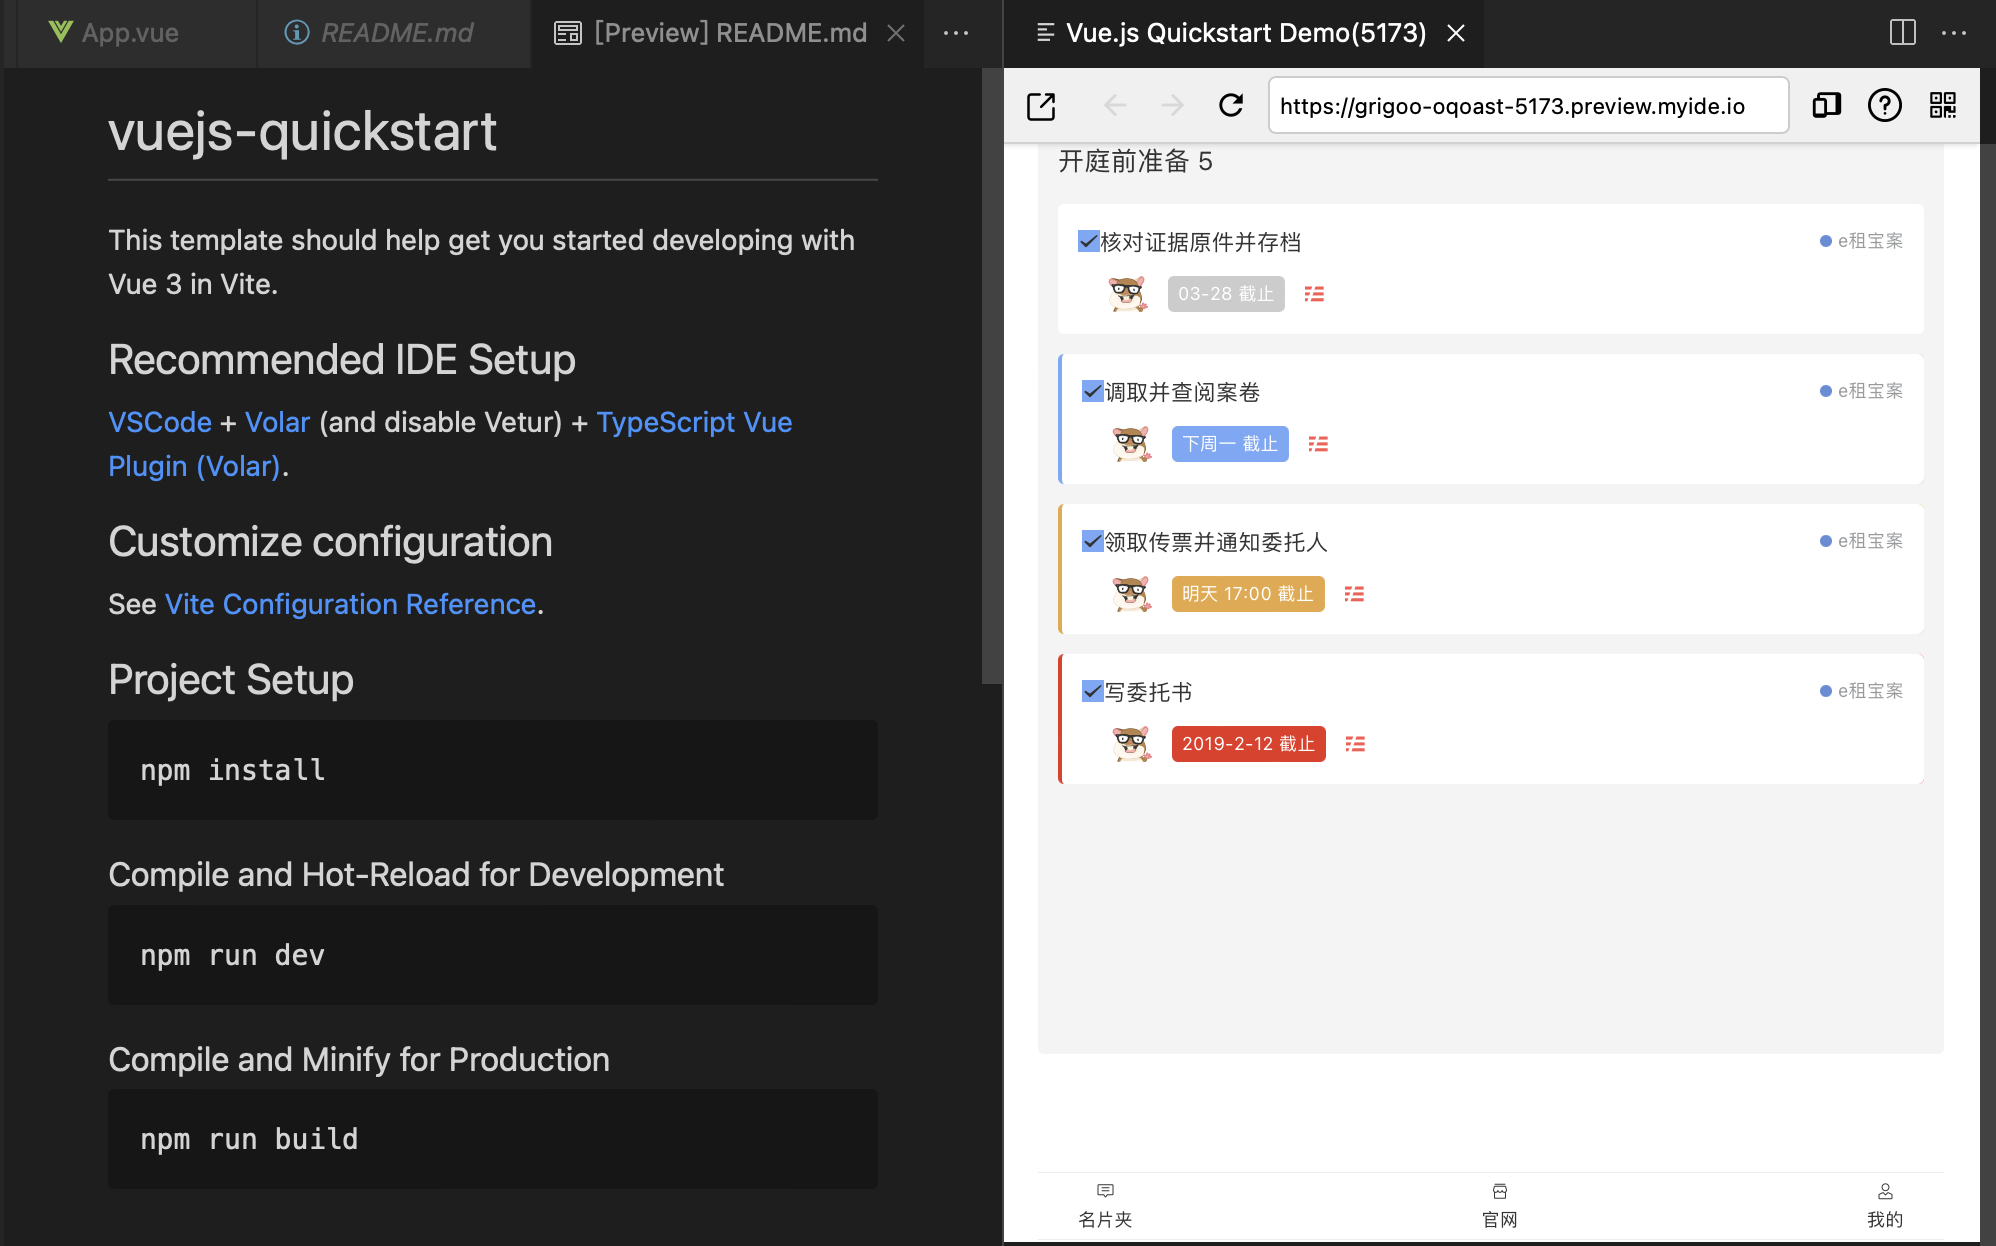 App.vue
README.md
[Preview] README.md
vuejs-quickstart
This template should help get you started developing with
Vue 3 in Vite.
Recommended IDE Setup
VSCode + Volar (and disable Vetur) + TypeScript Vue
Plugin (Volar).
Customize configuration
See Vite Configuration Reference.
Project Setup
npm install
Compile and Hot-Reload for Development
npm run dev
Compile and Minify for Production
npm run build
Vue.js Quickstart Demo(5173)
https://grigoo-oqoast-5173.preview.myide.io
开庭前准备 5
核对证据原件并存档
e租宝案
03-28 截止
调取并查阅案卷
e租宝案
下周一 截止
领取传票并通知委托人
e租宝案
明天 17:00 截止
写委托书
e租宝案
2019-2-12 截止
名片夹
官网
我的